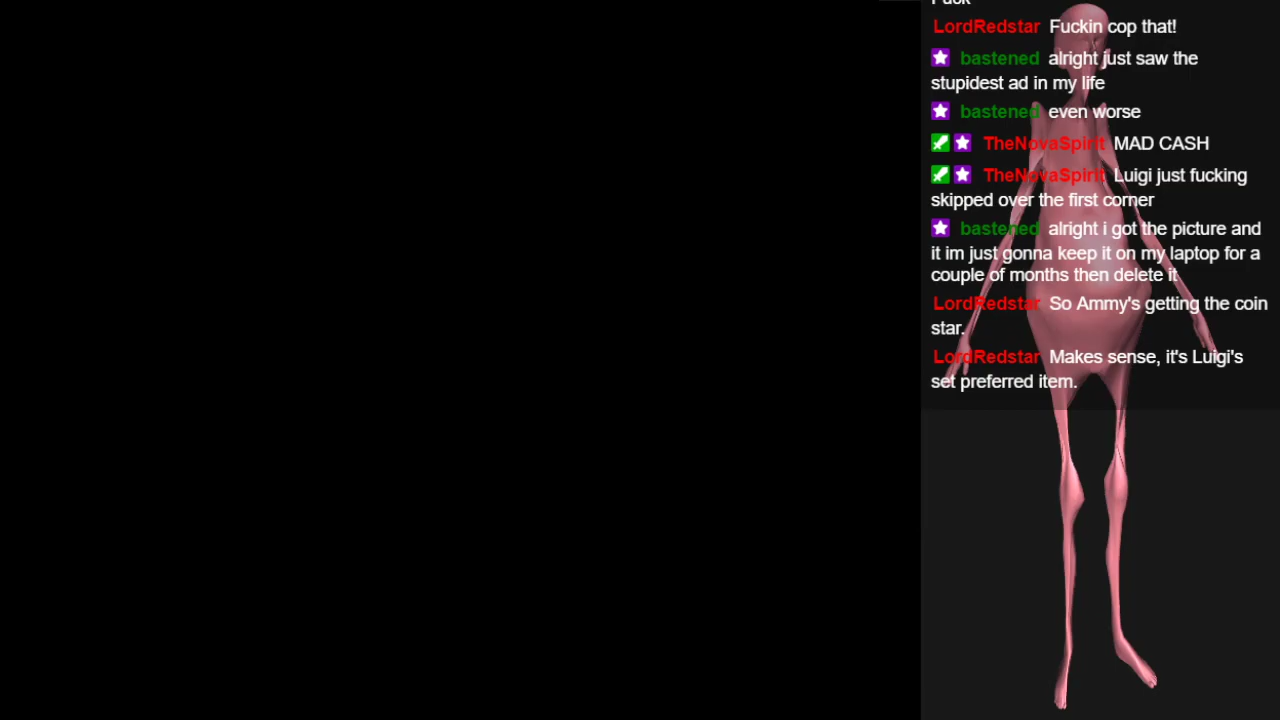 Fuck
LordRedstar Fuckin cop that!
bastened alright just saw the
stupidest ad in my life
bastened even worse
TheNovaSpirit MAD CASH
TheNovaSpirit Luigi just fucking
skipped over the first corner
bastened alright i got the picture and
it im just gonna keep it on my laptop for a
couple of months then delete it
LordRedstar So Ammy's getting the coin
star.
LordRedstar Makes sense, it's Luigi's
set preferred item.